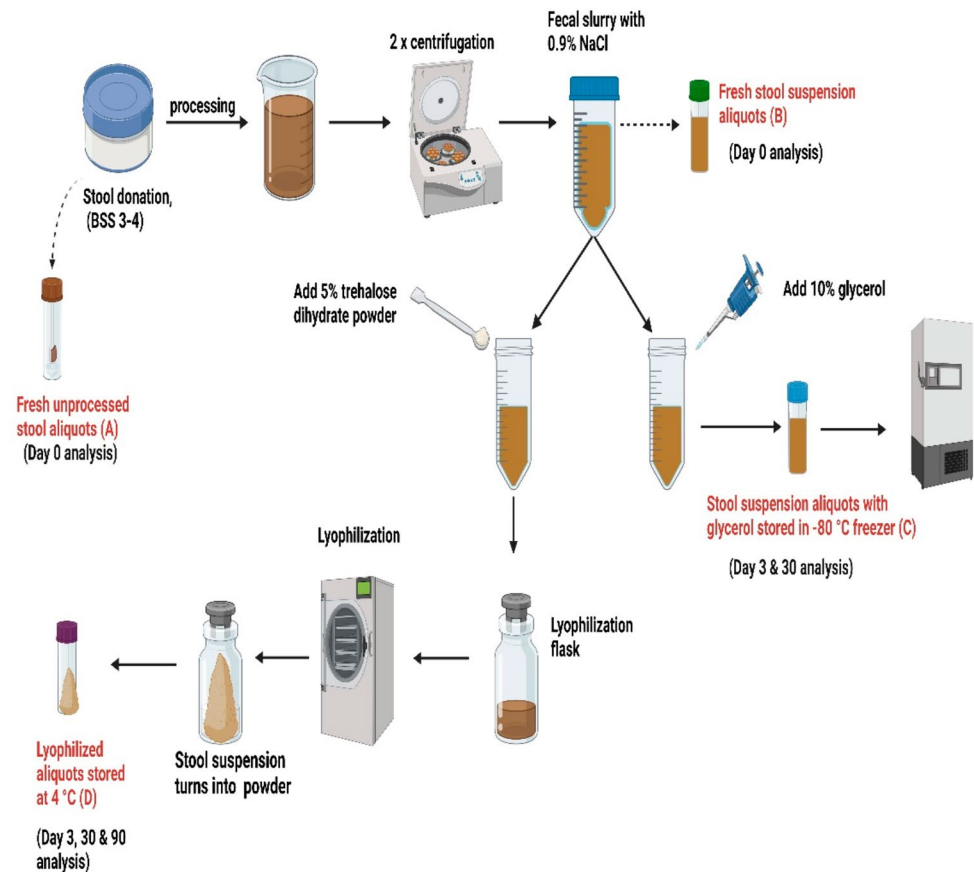 Fecal slurry with
0.9% NaCl
2 x centrifugation
processing
Fresh stool suspension
aliquots (B)
(Day 0 analysis)
Stool donation,
(BSS 3-4)
Add 5% trehalose
dihydrate powder
Add 10% glycerol
Fresh unprocessed
stool aliquots (A)
(Day 0 analysis)
Stool suspension aliquots with
glycerol stored in -80 °C freezer (C)
(Day 3 & 30 analysis)
Lyophilization
Lyophilization
flask
Stool suspension
turns into powder
Lyophilized
aliquots stored
at 4 °C (D)
(Day 3, 30 & 90
analysis)